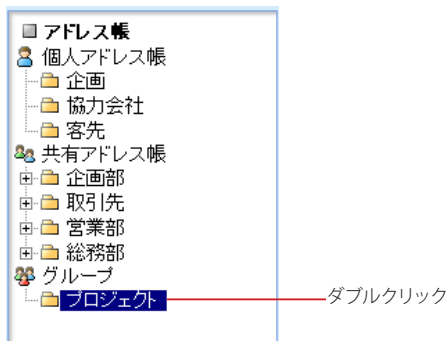 アドレス帳
個人アドレス帳
企画
協力会社
客先
共有アドレス帳
企画部
取引先
営業部
総務部
グループ
プロジェクト
ダブルクリック